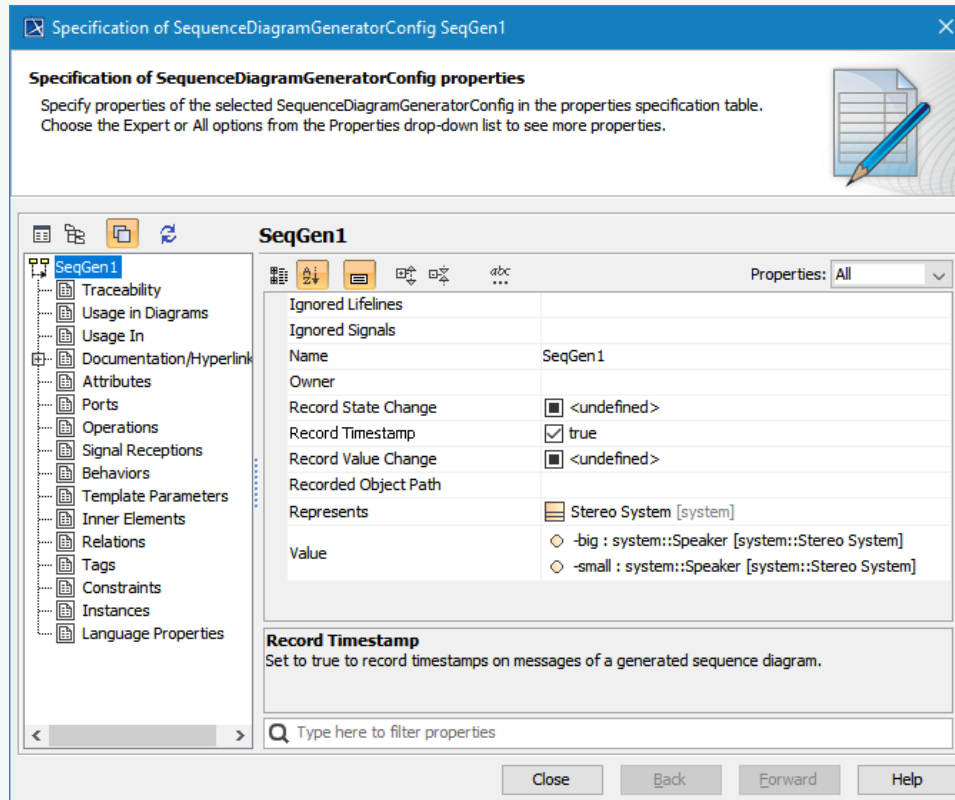 Specification of SequenceDiagramGeneratorConfig SeqGen1
Specification of SequenceDiagramGeneratorConfig properties
Specify properties of the selected SequenceDiagramGeneratorConfig in the properties specification table.
Choose the Expert or All options from the Properties drop-down list to see more properties.
SeqGen1
Traceability
Usage in Diagrams
Usage In
Documentation/Hyperlink
Attributes
Ports
Operations
Signal Receptions
Behaviors
Template Parameters
Inner Elements
Relations
Tags
Constraints
Instances
Language Properties
SeqGen1
abc
Properties: All
Ignored Lifelines
Ignored Signals
Name SeqGen1
Owner
Record State Change <undefined>
Record Timestamp true
Record Value Change <undefined>
Recorded Object Path
Represents Stereo System [system]
Value -big : system::Speaker [system::Stereo System]
-small : system::Speaker [system::Stereo System]
Record Timestamp
Set to true to record timestamps on messages of a generated sequence diagram.
Type here to filter properties
Close Back Forward Help